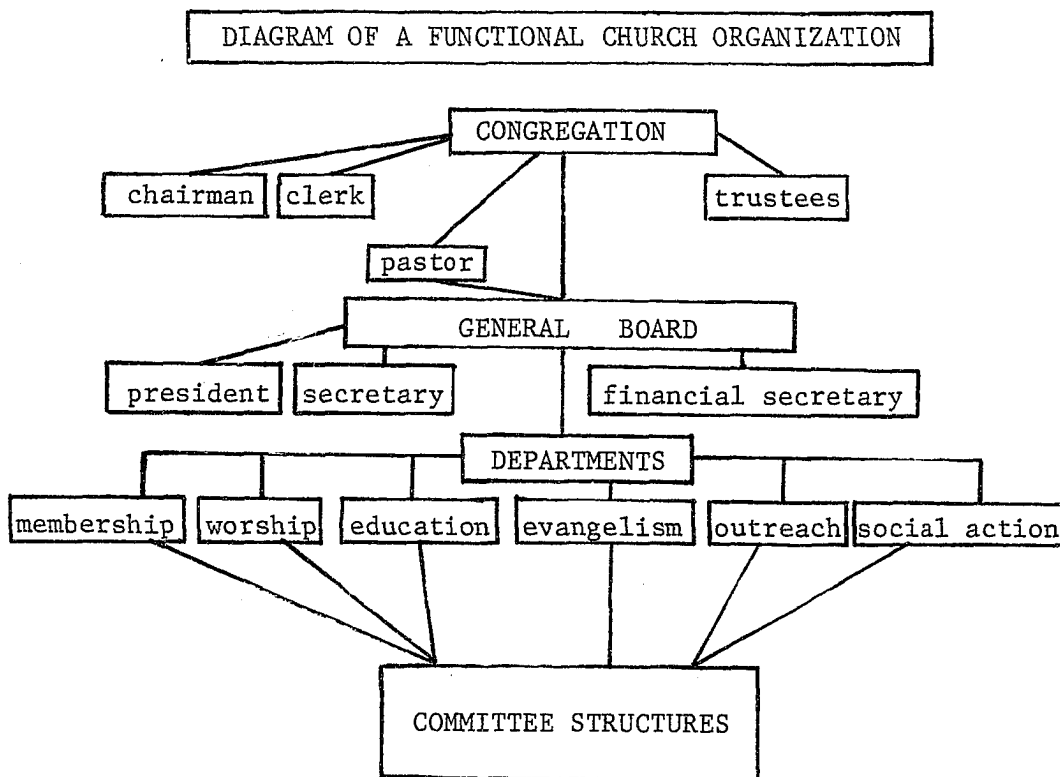 DIAGRAM OF A FUNCTIONAL CHURCH ORGANIZATION
CONGREGATION
chairman
clerk
trustees
pastor
GENERAL BOARD
president
secretary
financial secretary
DEPARTMENTS
membership
worship
education
evangelism
outreach
social action
COMMITTEE STRUCTURES